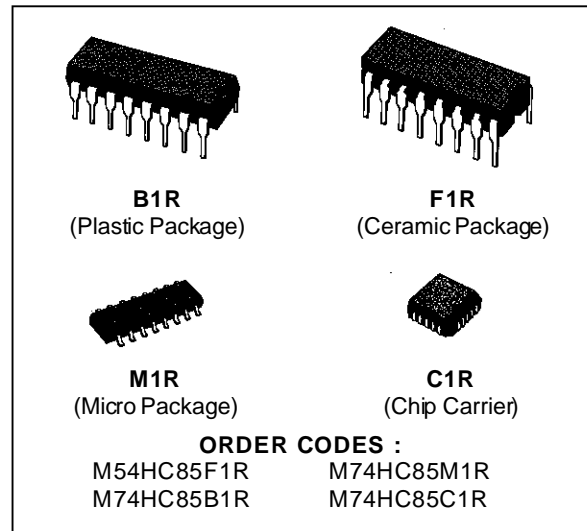 B1R
(Plastic Package)
F1R
(Ceramic Package)
M1R
(Micro Package)
C1R
(Chip Carrier)
ORDER CODES :
M54HC85F1R M74HC85M1R
M74HC85B1R M74HC85C1R